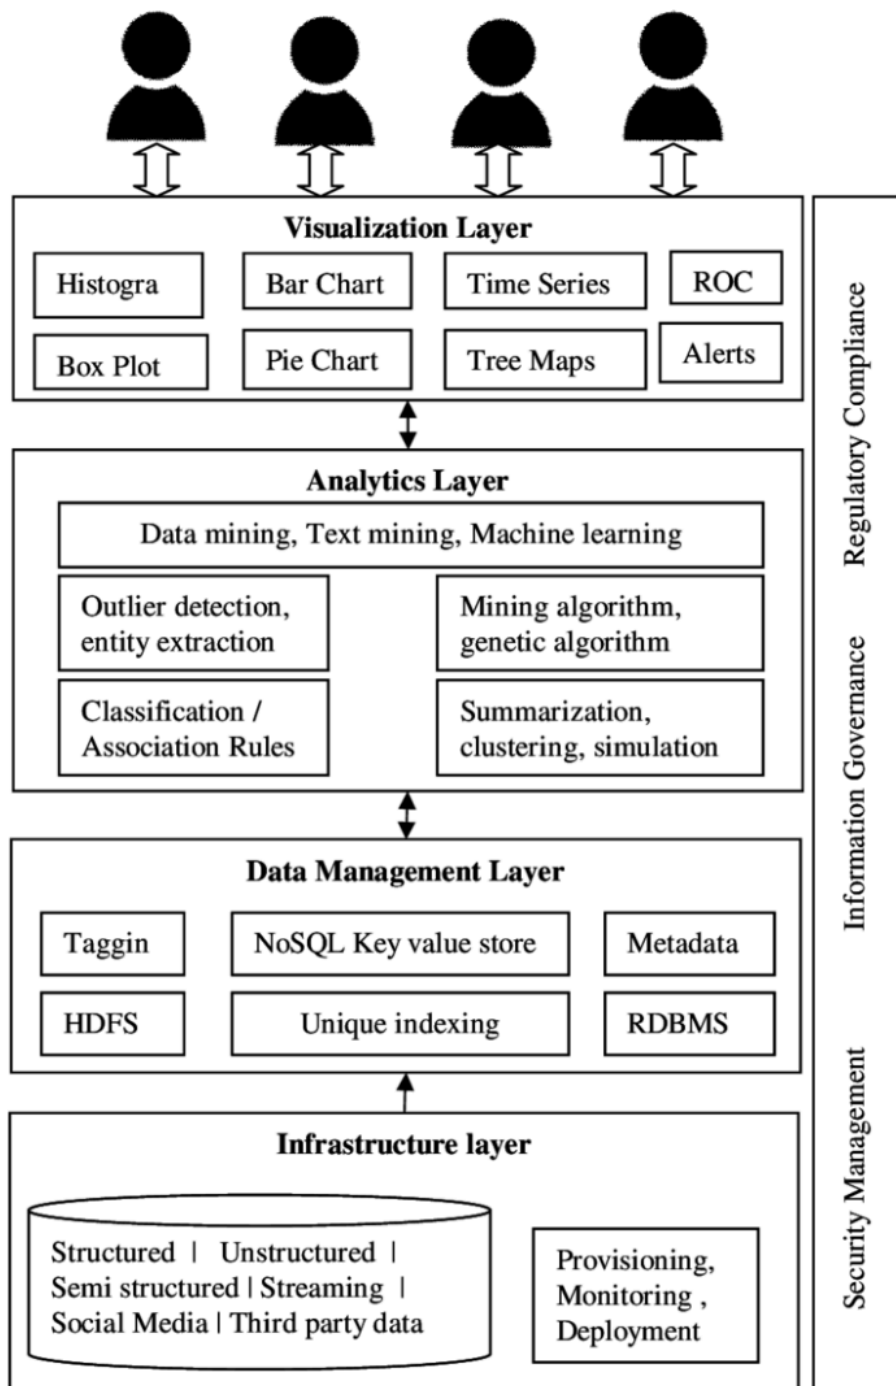 Visualization Layer
Histogra
Bar Chart
Time Series
ROC
Box Plot
Pie Chart
Tree Maps
Alerts
Analytics Layer
Data mining, Text mining, Machine learning
Outlier detection,
entity extraction
Mining algorithm,
genetic algorithm
Classification /
Association Rules
Summarization,
clustering, simulation
Data Management Layer
Taggin
NoSQL Key value store
Metadata
HDFS
Unique indexing
RDBMS
Infrastructure layer
Structured | Unstructured |
Semi structured | Streaming |
Social Media | Third party data
Provisioning,
Monitoring ,
Deployment
Regulatory Compliance
Information Governance
Security Management